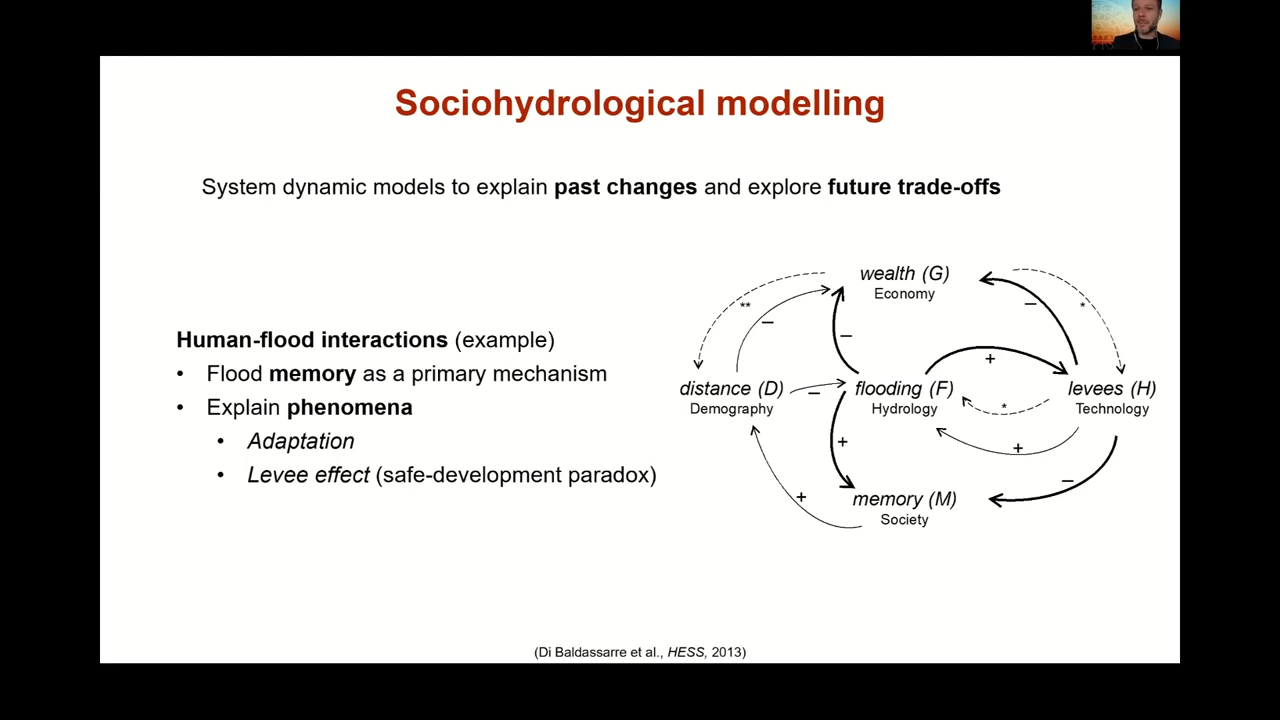 Sociohydrological modelling
System dynamic models to explain past changes and explore future trade-offs
Human-flood interactions (example)
• Flood memory as a primary mechanism
• Explain phenomena
• Adaptation
• Levee effect (safe-development paradox)
wealth (G)
Economy
**
–
–
–
*
+
distance (D)
Demography
–
flooding (F)
Hydrology
*
levees (H)
Technology
+
+
–
+
memory (M)
Society
(Di Baldassarre et al., HESS, 2013)